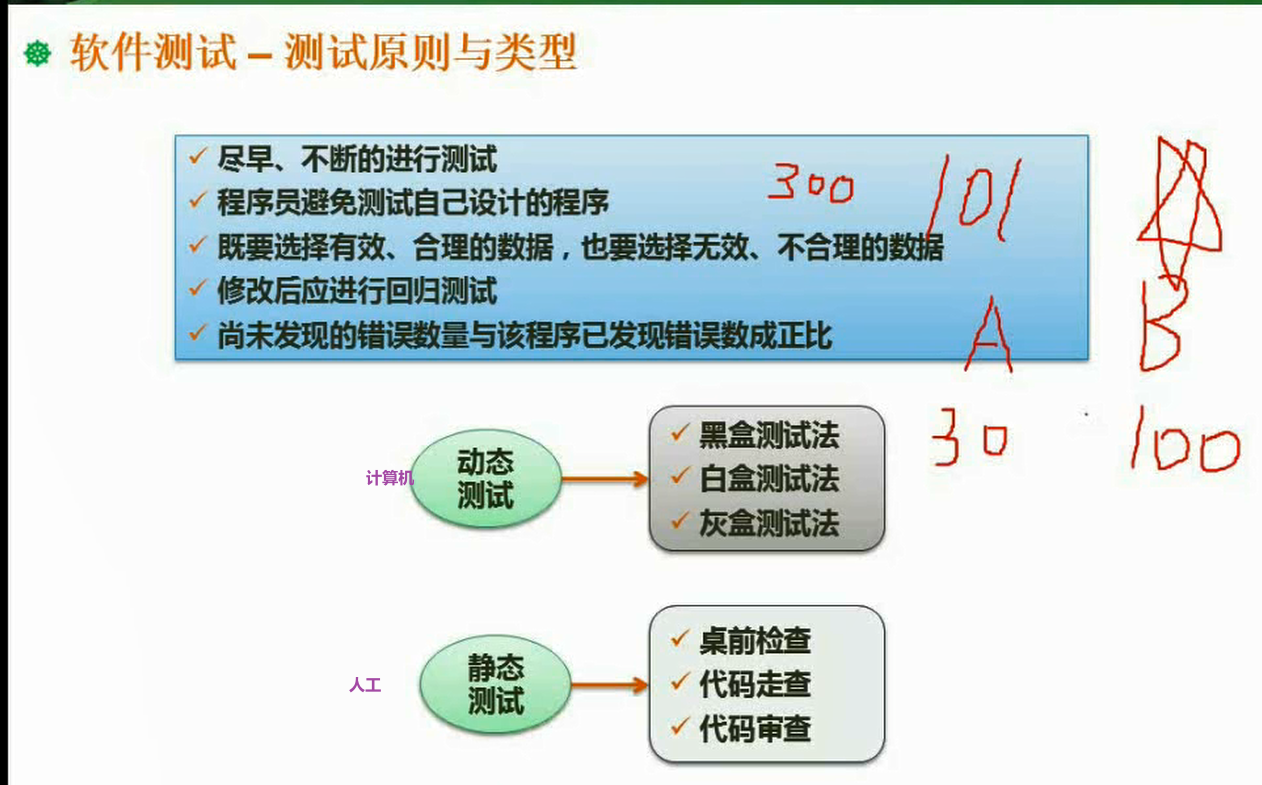 软件测试 – 测试原则与类型
尽早、不断的进行测试
程序员避免测试自己设计的程序
既要选择有效、合理的数据，也要选择无效、不合理的数据
修改后应进行回归测试
尚未发现的错误数量与该程序已发现错误数成正比
300
101
A
B
30
100
计算机
动态
测试
黑盒测试法
白盒测试法
灰盒测试法
人工
静态
测试
桌前检查
代码走查
代码审查